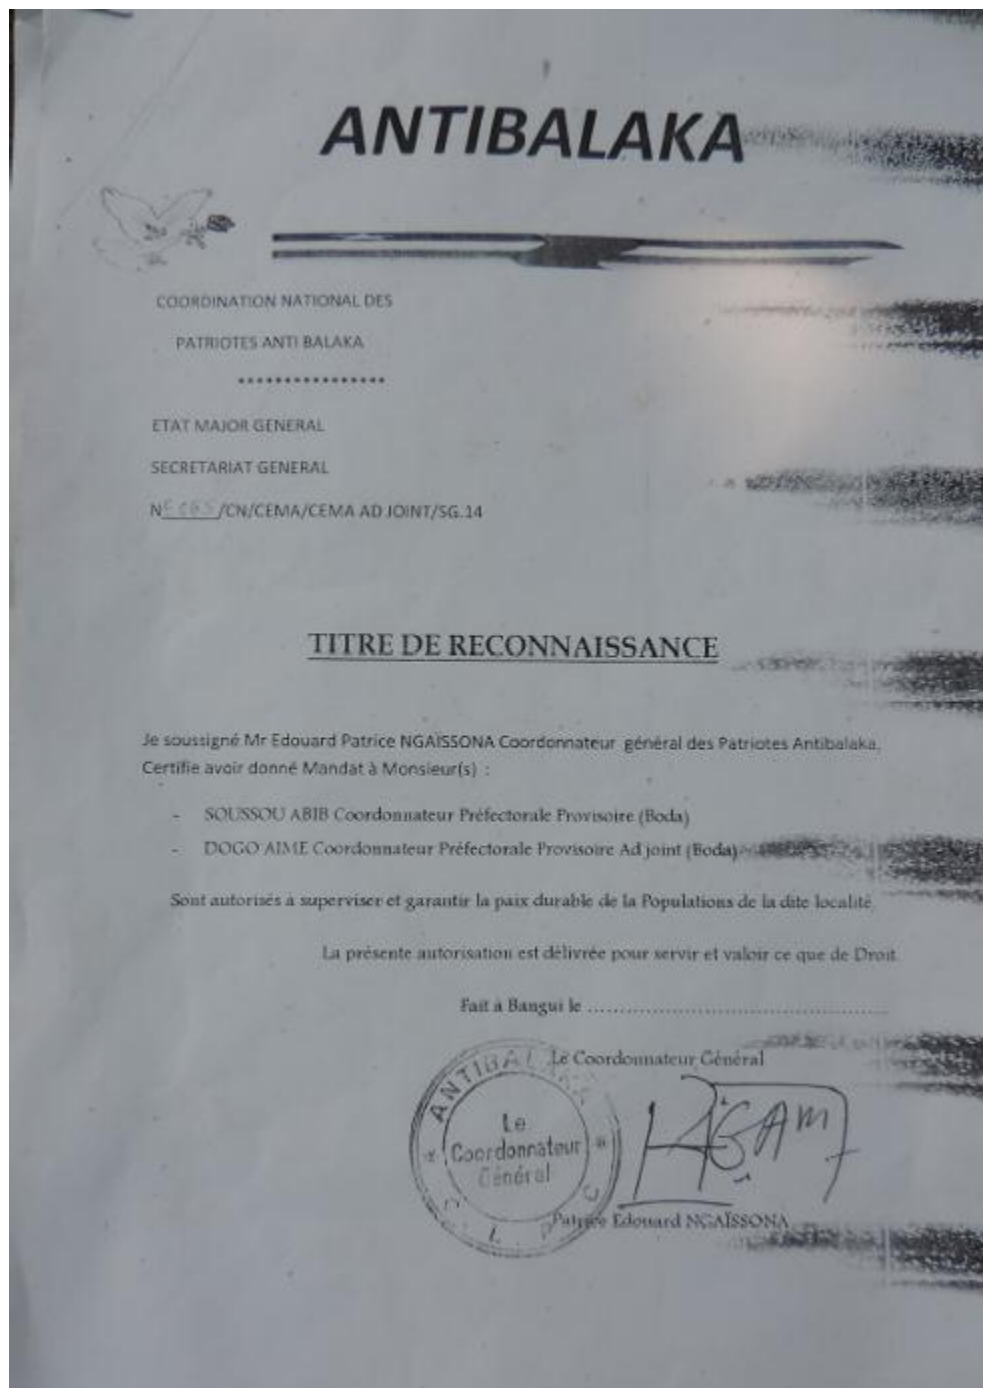 ANTIBALAKA
COORDINATION NATIONAL DES
PATRIOTES ANTI BALAKA
****************
ETAT MAJOR GENERAL
SECRETARIAT GENERAL
N /CN/CEMA/CEMA AD JOINT/SG.14
TITRE DE RECONNAISSANCE
Je soussigné Mr Edouard Patrice NGAÏSSONA Coordonnateur général des Patriotes Antibalaka.
Certifie avoir donné Mandat à Monsieur(s) :
- SOUSSOU ABIB Coordonnateur Préfectorale Provisoire (Boda)
- DOGO AIME Coordonnateur Préfectorale Provisoire Ad joint (Boda)
Sont autorisés à superviser et garantir la paix durable de la Populations de la dite localité.
La présente autorisation est délivrée pour servir et valoir ce que de Droit
Fait à Bangui le ..................................................
Le Coordonnateur Général
ANTIBALAKA
Le
Coordonnateur
Général
Patrice Edouard NGAÏSSONA